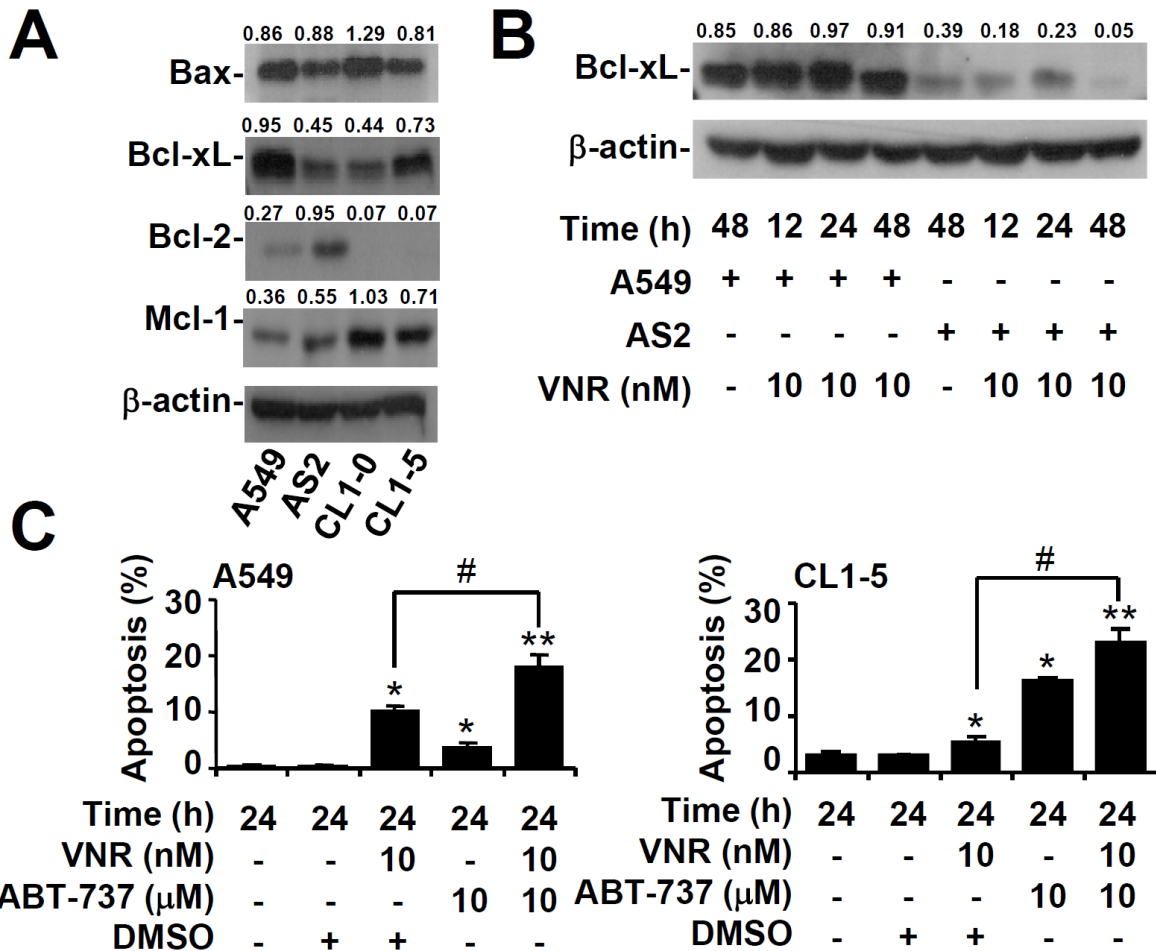 A
0.86 0.88 1.29 0.81
Bax-
0.95 0.45 0.44 0.73
Bcl-xL-
0.27 0.95 0.07 0.07
Bcl-2-
0.36 0.55 1.03 0.71
Mcl-1-
β-actin-
A549 AS2 CL1-0 CL1-5
B
0.85 0.86 0.97 0.91 0.39 0.18 0.23 0.05
Bcl-xL-
β-actin-
Time (h) 48 12 24 48 48 12 24 48
A549 + + + + - - - -
AS2 - - - - + + + +
VNR (nM) - 10 10 10 - 10 10 10
C
A549
Apoptosis (%)
30
20
10
0
#
* * **
Time (h) 24 24 24 24 24
VNR (nM) - - 10 - 10
ABT-737 (μM) - - - 10 10
DMSO - + + - -
CL1-5
Apoptosis (%)
30
20
10
0
#
* * **
Time (h) 24 24 24 24 24
VNR (nM) - - 10 - 10
ABT-737 (μM) - - - 10 10
DMSO - + + - -